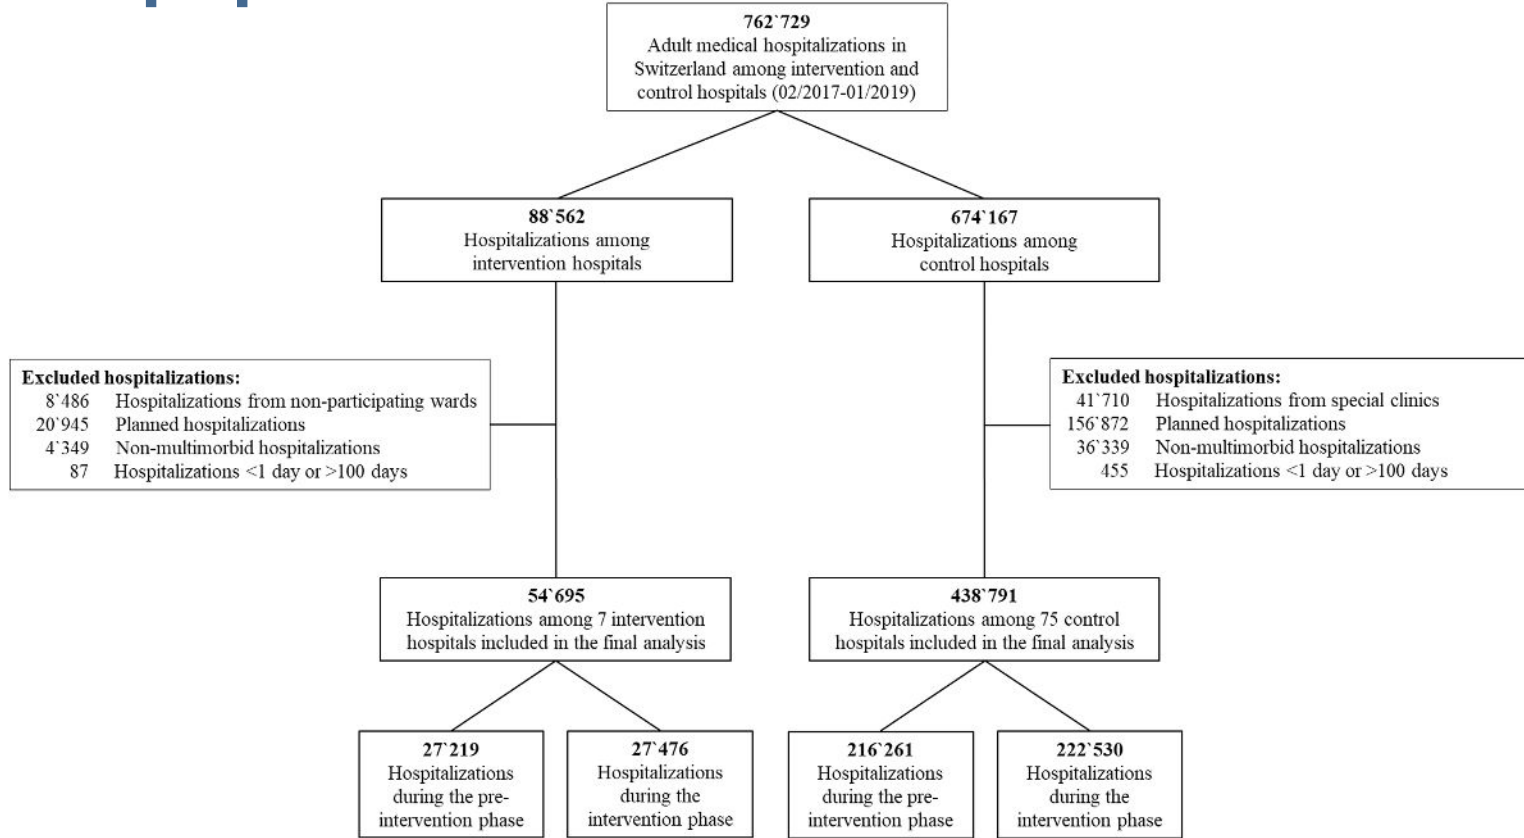 762`729
Adult medical hospitalizations in
Switzerland among intervention and
control hospitals (02/2017-01/2019)
88`562
Hospitalizations among
intervention hospitals
674`167
Hospitalizations among
control hospitals
Excluded hospitalizations:
8`486 Hospitalizations from non-participating wards
20`945 Planned hospitalizations
4`349 Non-multimorbid hospitalizations
87 Hospitalizations <1 day or >100 days
Excluded hospitalizations:
41`710 Hospitalizations from special clinics
156`872 Planned hospitalizations
36`339 Non-multimorbid hospitalizations
455 Hospitalizations <1 day or >100 days
54`695
Hospitalizations among 7 intervention
hospitals included in the final analysis
438`791
Hospitalizations among 75 control
hospitals included in the final analysis
27`219
Hospitalizations
during the pre-
intervention phase
27`476
Hospitalizations
during the
intervention phase
216`261
Hospitalizations
during the pre-
intervention phase
222`530
Hospitalizations
during the
intervention phase